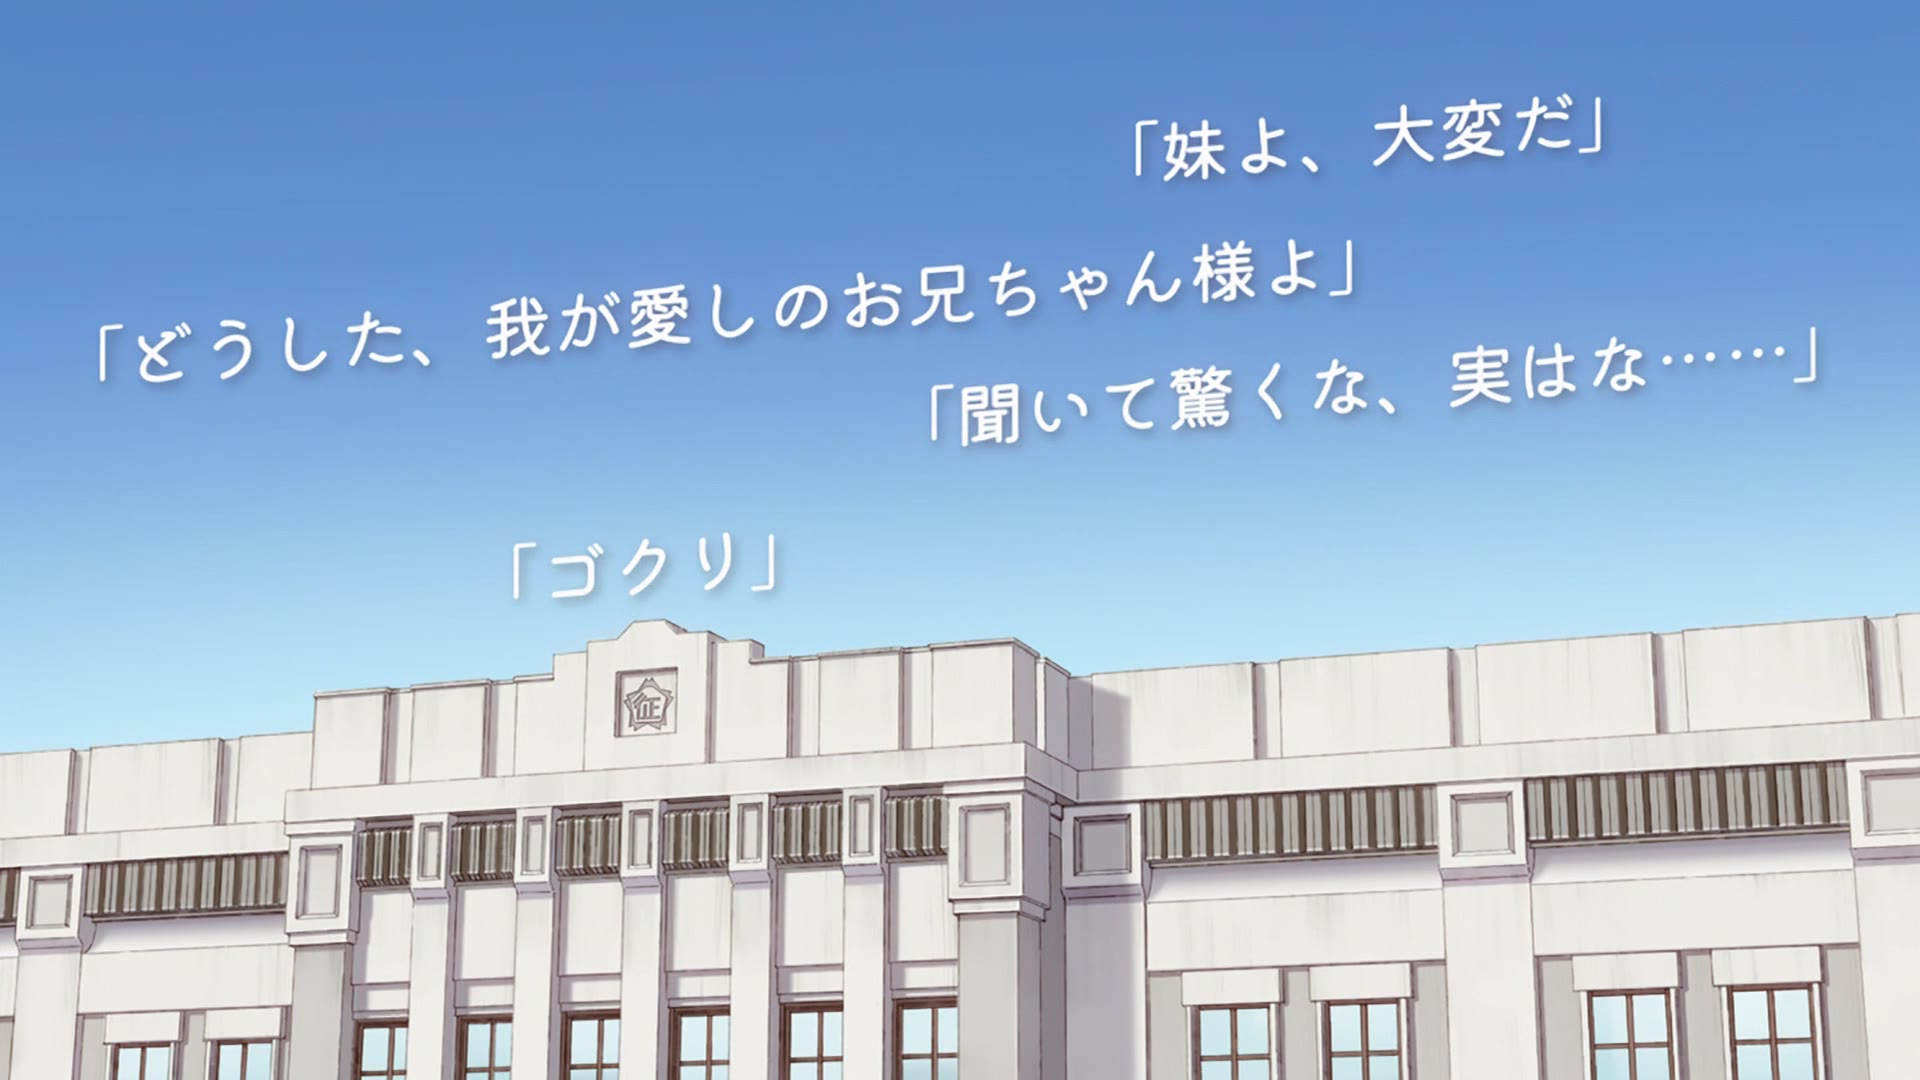 「妹よ、大変だ」
「どうした、我が愛しのお兄ちゃん様よ」
「聞いて驚くな、実はな……」
「ゴクリ」
征